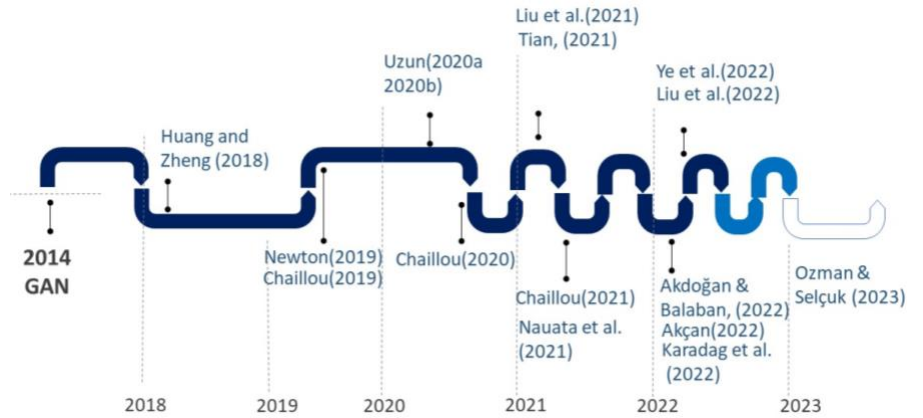 Liu et al.(2021)
Tian, (2021)
Uzun(2020a
2020b)
Ye et al.(2022)
Liu et al.(2022)
Huang and
Zheng (2018)
2014
GAN
Newton(2019)
Chaillou(2019)
Chaillou(2020)
Chaillou(2021)
Nauata et al.
(2021)
Akdoğan &
Balaban, (2022)
Akçan(2022)
Karadag et al.
(2022)
Ozman &
Selçuk (2023)
2018
2019
2020
2021
2022
2023